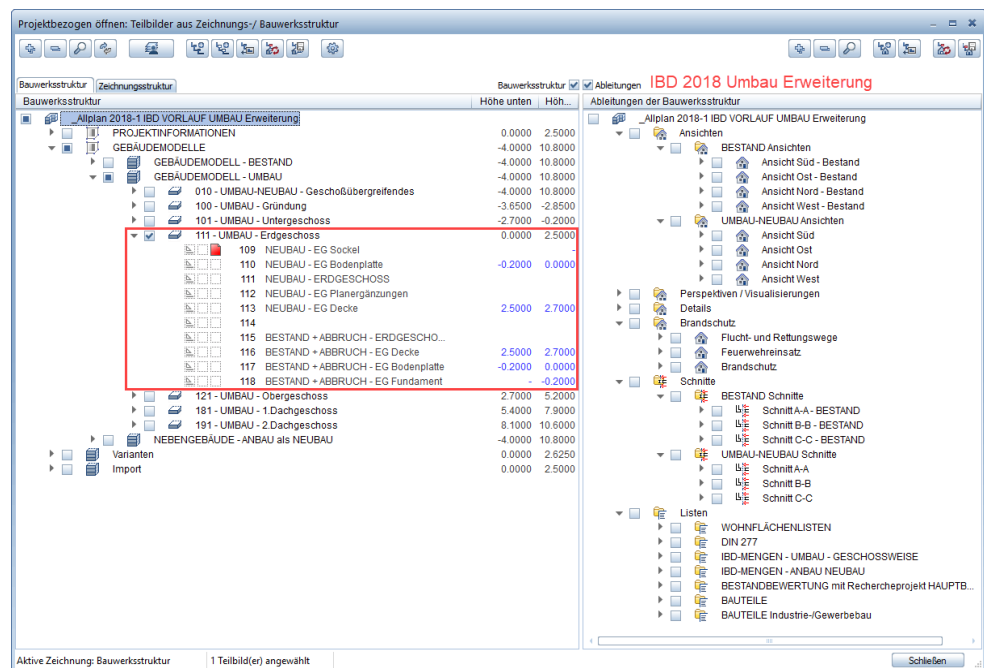 Projektbezogen öffnen: Teilbilder aus Zeichnungs-/ Bauwerksstruktur
Bauwerksstruktur Zeichnungsstruktur Bauwerksstruktur Ableitungen IBD 2018 Umbau Erweiterung
Bauwerksstruktur Höhe unten Höh...
_Allplan 2018-1 IBD VORLAUF UMBAU Erweiterung
PROJEKTINFORMATIONEN 0.0000 2.5000
GEBÄUDEMODELLE -4.0000 10.8000
GEBÄUDEMODELL - BESTAND -4.0000 10.8000
GEBÄUDEMODELL - UMBAU -4.0000 10.8000
010 - UMBAU-NEUBAU - Geschoßübergreifendes -4.0000 10.8000
100 - UMBAU - Gründung -3.6500 -2.8500
101 - UMBAU - Untergeschoss -2.7000 -0.2000
111 - UMBAU - Erdgeschoss 0.0000 2.5000
109 NEUBAU - EG Sockel -
110 NEUBAU - EG Bodenplatte -0.2000 0.0000
111 NEUBAU - ERDGESCHOSS
112 NEUBAU - EG Planergänzungen
113 NEUBAU - EG Decke 2.5000 2.7000
114
115 BESTAND + ABBRUCH - ERDGESCHO...
116 BESTAND + ABBRUCH - EG Decke 2.5000 2.7000
117 BESTAND + ABBRUCH - EG Bodenplatte -0.2000 0.0000
118 BESTAND + ABBRUCH - EG Fundament - -0.2000
121 - UMBAU - Obergeschoss 2.7000 5.2000
181 - UMBAU - 1.Dachgeschoss 5.4000 7.9000
191 - UMBAU - 2.Dachgeschoss 8.1000 10.6000
NEBENGEBÄUDE - ANBAU als NEUBAU -4.0000 10.8000
Varianten 0.0000 2.6250
Import 0.0000 2.5000
Ableitungen der Bauwerksstruktur
_Allplan 2018-1 IBD VORLAUF UMBAU Erweiterung
Ansichten
BESTAND Ansichten
Ansicht Süd - Bestand
Ansicht Ost - Bestand
Ansicht Nord - Bestand
Ansicht West - Bestand
UMBAU-NEUBAU Ansichten
Ansicht Süd
Ansicht Ost
Ansicht Nord
Ansicht West
Perspektiven / Visualisierungen
Details
Brandschutz
Flucht- und Rettungswege
Feuerwehreinsatz
Brandschutz
Schnitte
BESTAND Schnitte
Schnitt A-A - BESTAND
Schnitt B-B - BESTAND
Schnitt C-C - BESTAND
UMBAU-NEUBAU Schnitte
Schnitt A-A
Schnitt B-B
Schnitt C-C
Listen
WOHNFLÄCHENLISTEN
DIN 277
IBD-MENGEN - UMBAU - GESCHOSSWEISE
IBD-MENGEN - ANBAU NEUBAU
BESTANDBEWERTUNG mit Rechercheprojekt HAUPTB...
BAUTEILE
BAUTEILE Industrie-/Gewerbebau
Aktive Zeichnung: Bauwerksstruktur 1 Teilbild(er) angewählt Schließen